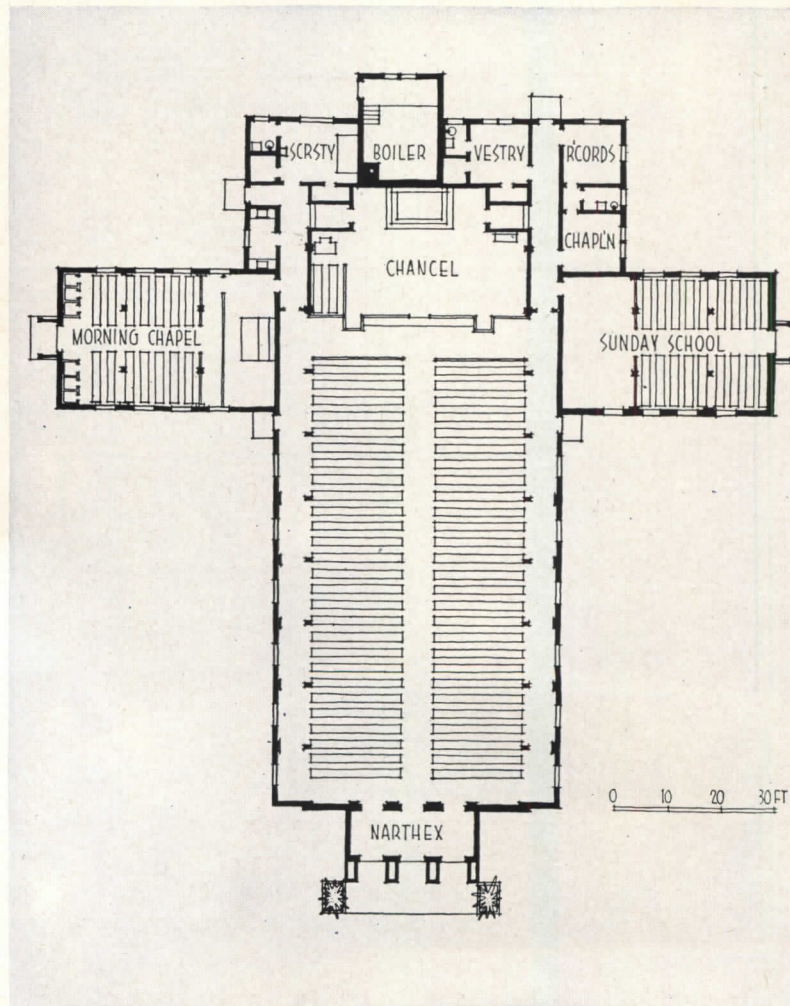 SCRSTY
BOILER
VESTRY
R'CORDS
CHAPL'N
CHANCEL
MORNING CHAPEL
SUNDAY SCHOOL
0 10 20 30 FT
NARTHEX